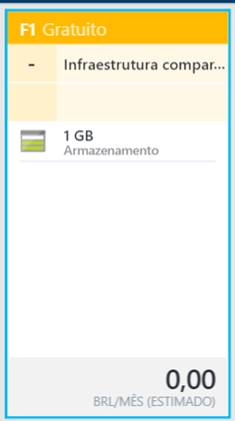 F1 Gratuito
- Infraestrutura compar...
1 GB
Armazenamento
0,00
BRL/MÊS (ESTIMADO)